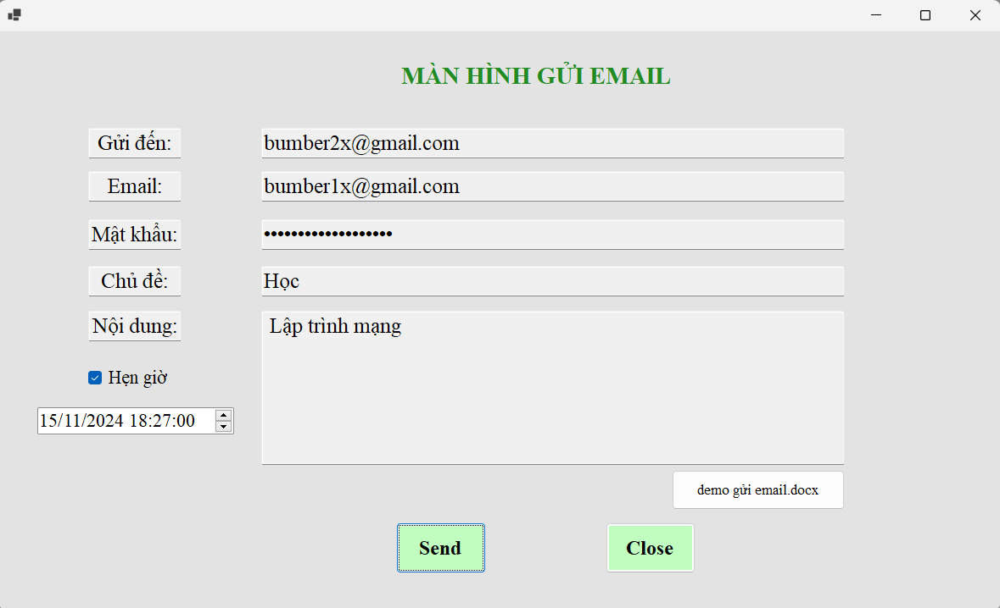 MÀN HÌNH GỬI EMAIL
Gửi đến: bumber2x@gmail.com
Email: bumber1x@gmail.com
Mật khẩu: •••••••••••••••••••
Chủ đề: Học
Nội dung: Lập trình mạng
Hẹn giờ
15/11/2024 18:27:00
demo gửi email.docx
Send Close